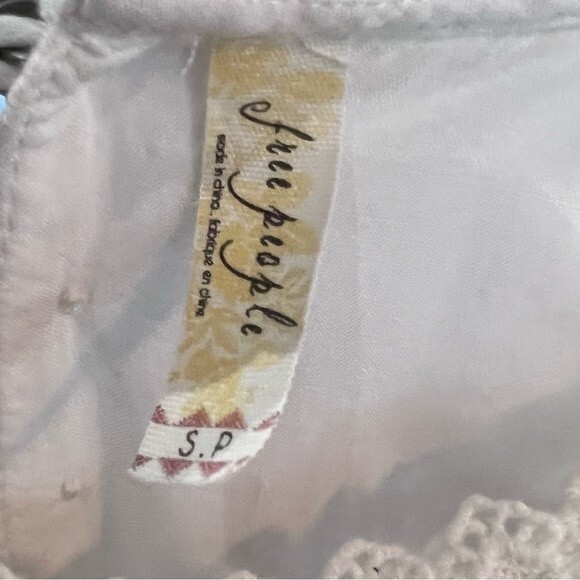 free people
made in china . fabriqué en chine
S.P